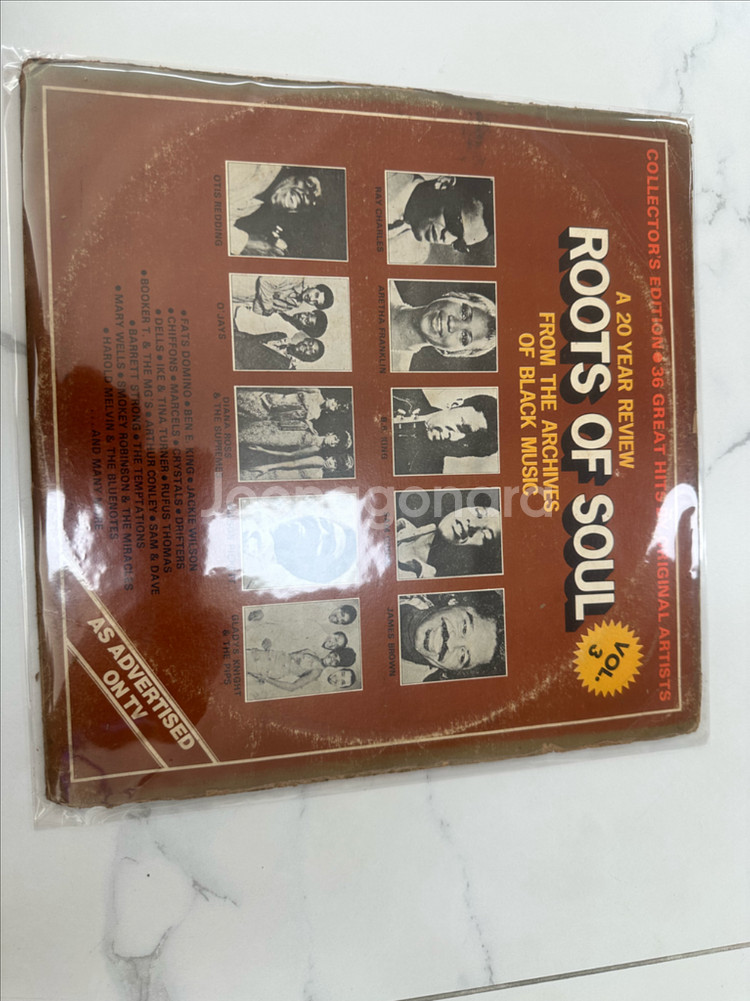 COLLECTOR'S EDITION • 36 GREAT HITS ORIGINAL ARTISTS
ROOTS OF SOUL
VOL. 3
A 20 YEAR REVIEW
FROM THE ARCHIVES
OF BLACK MUSIC
RAY CHARLES
ARETHA FRANKLIN
B.B. KING
JAMES BROWN
OTIS REDDING
O'JAYS
DIANA ROSS
& THE SUPREMES
GLADYS KNIGHT
& THE PIPS
• FATS DOMINO • BEN E. KING • JACKIE WILSON
• CHIFFONS • MARCELS • CRYSTALS • DRIFTERS
• DELLS • IKE & TINA TURNER • RUFUS THOMAS
• BOOKER T. & THE MG'S • ARTHUR CONLEY • SAM & DAVE
• BARRETT STRONG • THE TEMPTATIONS
• MARY WELLS • SMOKEY ROBINSON & THE MIRACLES
• HAROLD MELVIN & THE BLUENOTES
...AND MANY MORE
AS ADVERTISED
ON TV